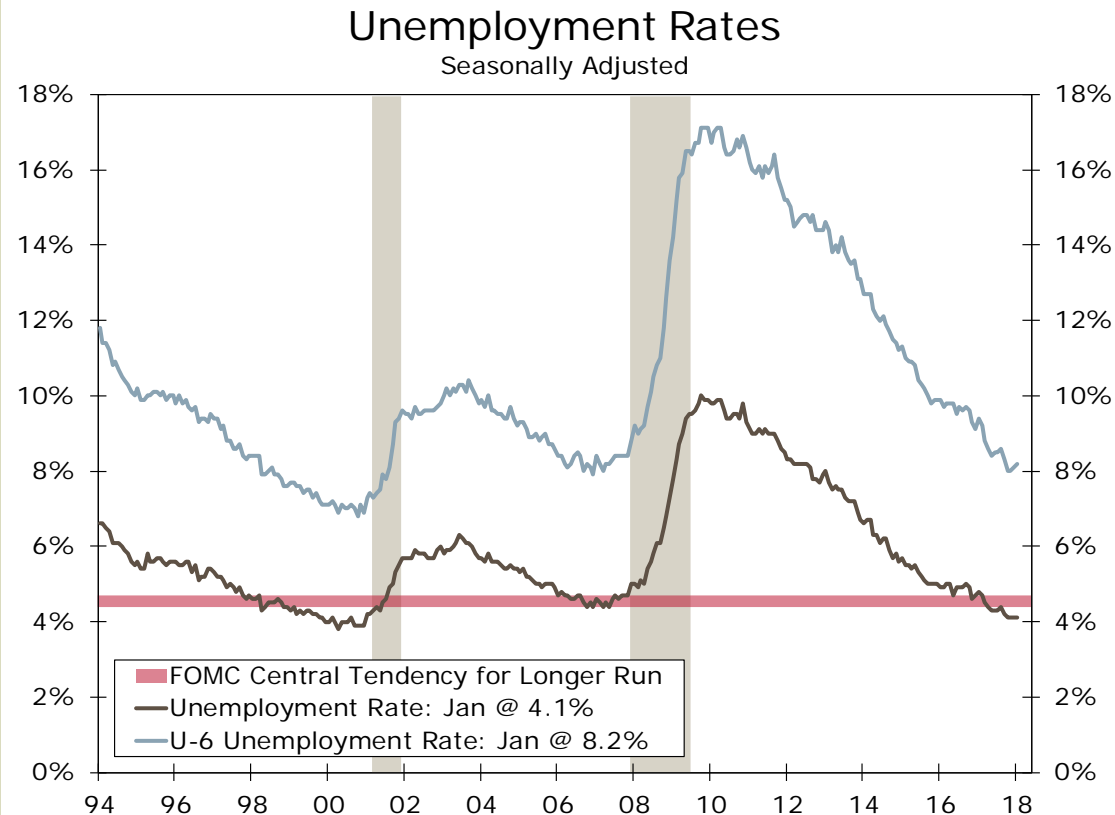 Unemployment Rates
Seasonally Adjusted
18% 18%
16% 16%
14% 14%
12% 12%
10% 10%
8% 8%
6% 6%
4% 4%
FOMC Central Tendency for Longer Run
2% 2%
Unemployment Rate: Jan @ 4.1%
U-6 Unemployment Rate: Jan @ 8.2%
0% 0%
94 96 98 00 02 04 06 08 10 12 14 16 18